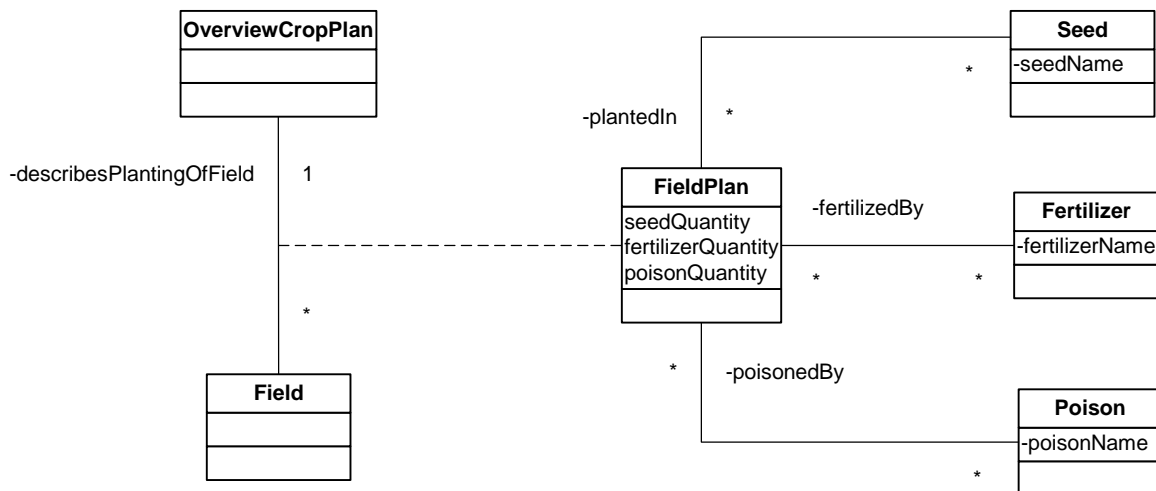 OverviewCropPlan
Seed
-seedName
*
-plantedIn
*
-describesPlantingOfField
1
FieldPlan
seedQuantity
fertilizerQuantity
poisonQuantity
-fertilizedBy
*
*
Fertilizer
-fertilizerName
*
Field
*
-poisonedBy
Poison
-poisonName
*